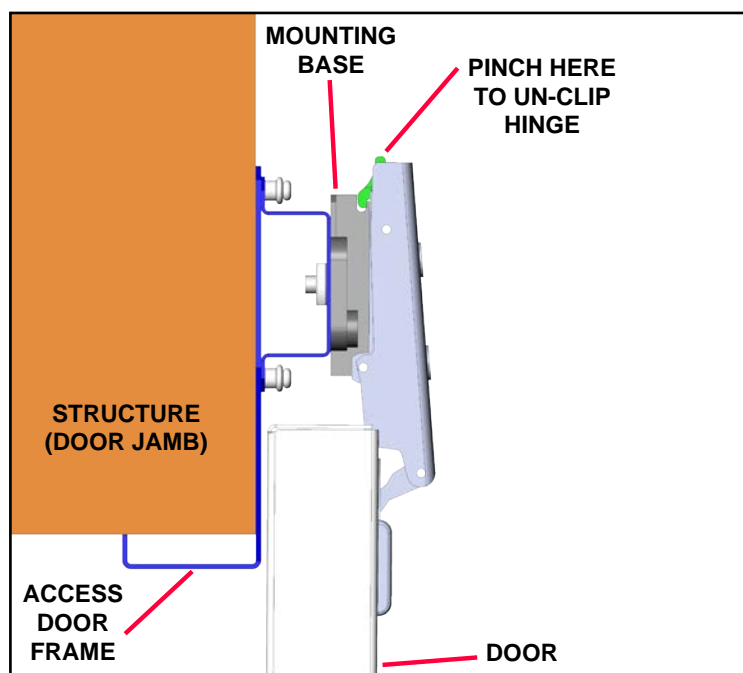 MOUNTING
BASE
PINCH HERE
TO UN-CLIP
HINGE
STRUCTURE
(DOOR JAMB)
ACCESS
DOOR
FRAME
DOOR